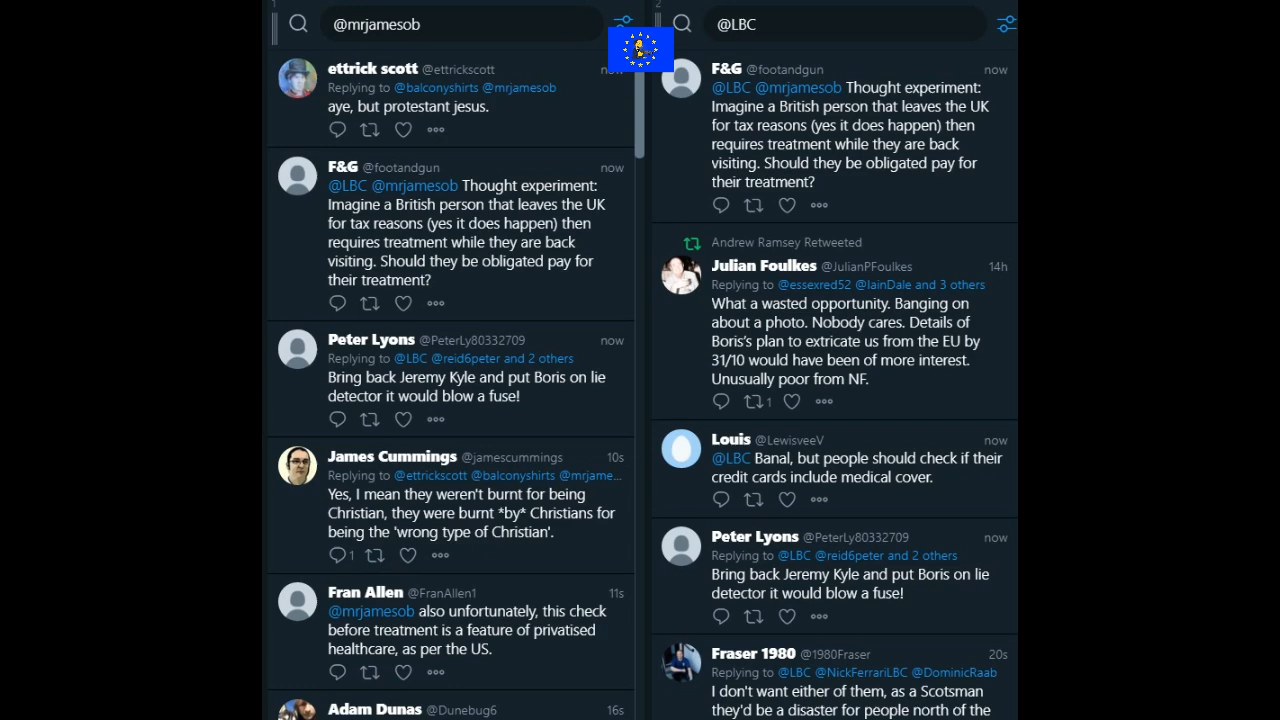 1
@mrjamesob
ettrick scott @ettrickscott
Replying to @balconyshirts @mrjamesob
aye, but protestant jesus.
F&G @footandgun now
@LBC @mrjamesob Thought experiment:
Imagine a British person that leaves the UK
for tax reasons (yes it does happen) then
requires treatment while they are back
visiting. Should they be obligated pay for
their treatment?
Peter Lyons @PeterLy80332709 now
Replying to @LBC @reid6peter and 2 others
Bring back Jeremy Kyle and put Boris on lie
detector it would blow a fuse!
James Cummings @jamescummings 10s
Replying to @ettrickscott @balconyshirts @mrjame...
Yes, I mean they weren't burnt for being
Christian, they were burnt *by* Christians for
being the 'wrong type of Christian'.
1
Fran Allen @FranAllen1 11s
@mrjamesob also unfortunately, this check
before treatment is a feature of privatised
healthcare, as per the US.
Adam Dunas @Dunebug6 16s
2
@LBC
F&G @footandgun now
@LBC @mrjamesob Thought experiment:
Imagine a British person that leaves the UK
for tax reasons (yes it does happen) then
requires treatment while they are back
visiting. Should they be obligated pay for
their treatment?
Andrew Ramsey Retweeted
Julian Foulkes @JulianPFoulkes 14h
Replying to @essexred52 @IainDale and 3 others
What a wasted opportunity. Banging on
about a photo. Nobody cares. Details of
Boris's plan to extricate us from the EU by
31/10 would have been of more interest.
Unusually poor from NF.
1
Louis @LewisveeV now
@LBC Banal, but people should check if their
credit cards include medical cover.
Peter Lyons @PeterLy80332709 now
Replying to @LBC @reid6peter and 2 others
Bring back Jeremy Kyle and put Boris on lie
detector it would blow a fuse!
Fraser 1980 @1980Fraser 20s
Replying to @LBC @NickFerrariLBC @DominicRaab
I don't want either of them, as a Scotsman
they'd be a disaster for people north of the